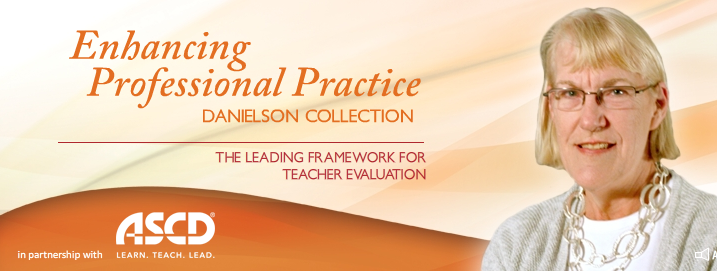 Enhancing
Professional Practice
DANIELSON COLLECTION
THE LEADING FRAMEWORK FOR
TEACHER EVALUATION
in partnership with
ASCD®
LEARN. TEACH. LEAD.